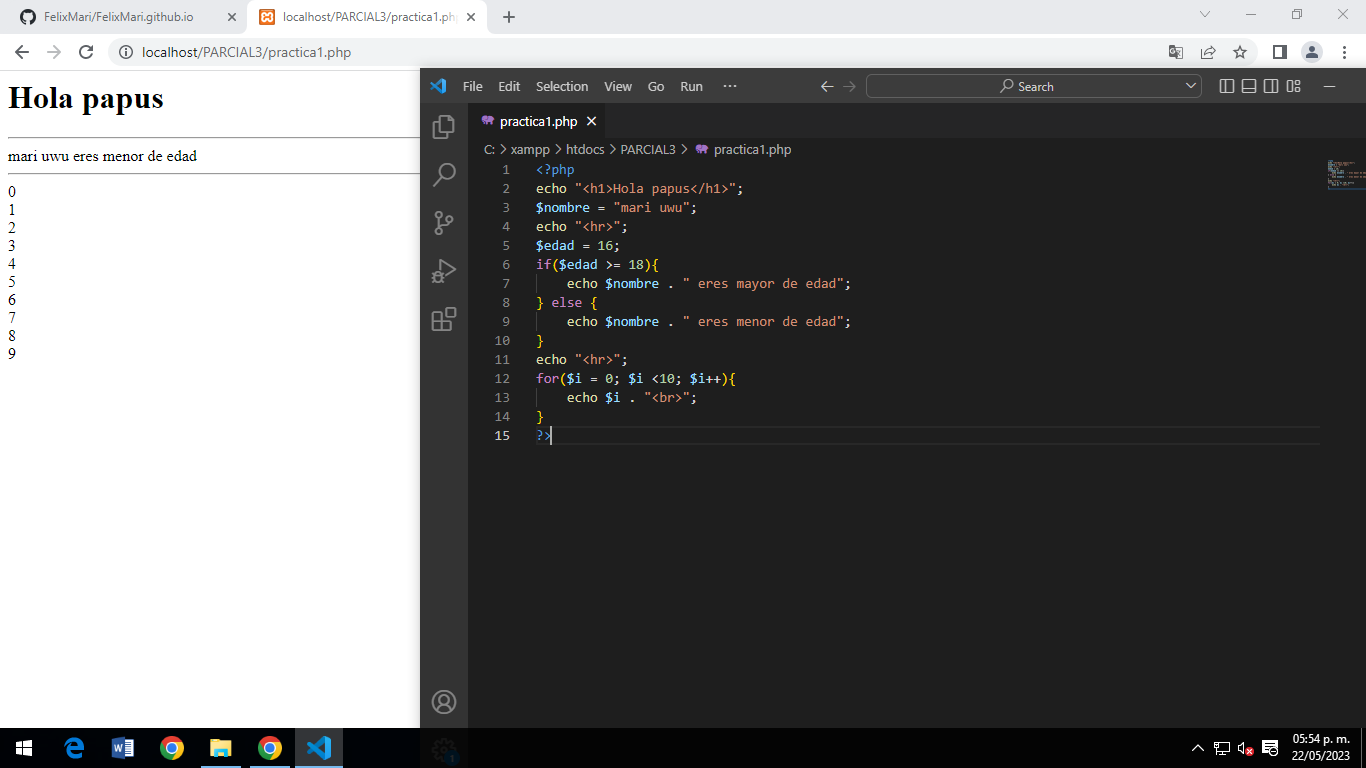 FelixMari/FelixMari.github.io
localhost/PARCIAL3/practica1.php
localhost/PARCIAL3/practica1.php
Hola papus
mari uwu eres menor de edad
0
1
2
3
4
5
6
7
8
9
File Edit Selection View Go Run ··· Search
practica1.php
C: > xampp > htdocs > PARCIAL3 > practica1.php
1 <?php
2 echo "<h1>Hola papus</h1>";
3 $nombre = "mari uwu";
4 echo "<hr>";
5 $edad = 16;
6 if($edad >= 18){
7     echo $nombre . " eres mayor de edad";
8 } else {
9     echo $nombre . " eres menor de edad";
10 }
11 echo "<hr>";
12 for($i = 0; $i <10; $i++){
13     echo $i . "<br>";
14 }
15 ?>
1
05:54 p. m.
22/05/2023